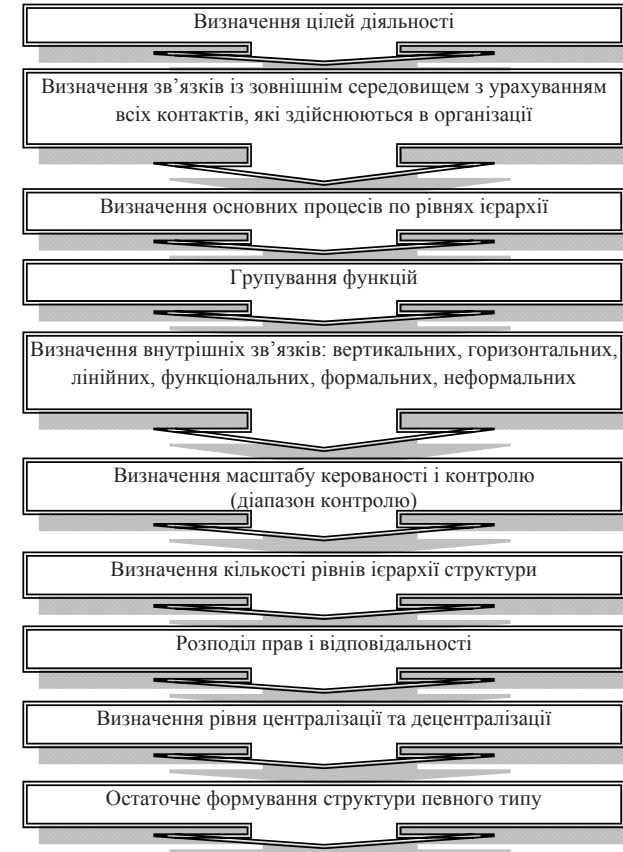 Визначення цілей діяльності
Визначення зв’язків із зовнішнім середовищем з урахуванням
всіх контактів, які здійснюються в організації
Визначення основних процесів по рівнях ієрархії
Групування функцій
Визначення внутрішніх зв’язків: вертикальних, горизонтальних,
лінійних, функціональних, формальних, неформальних
Визначення масштабу керованості і контролю
(діапазон контролю)
Визначення кількості рівнів ієрархії структури
Розподіл прав і відповідальності
Визначення рівня централізації та децентралізації
Остаточне формування структури певного типу